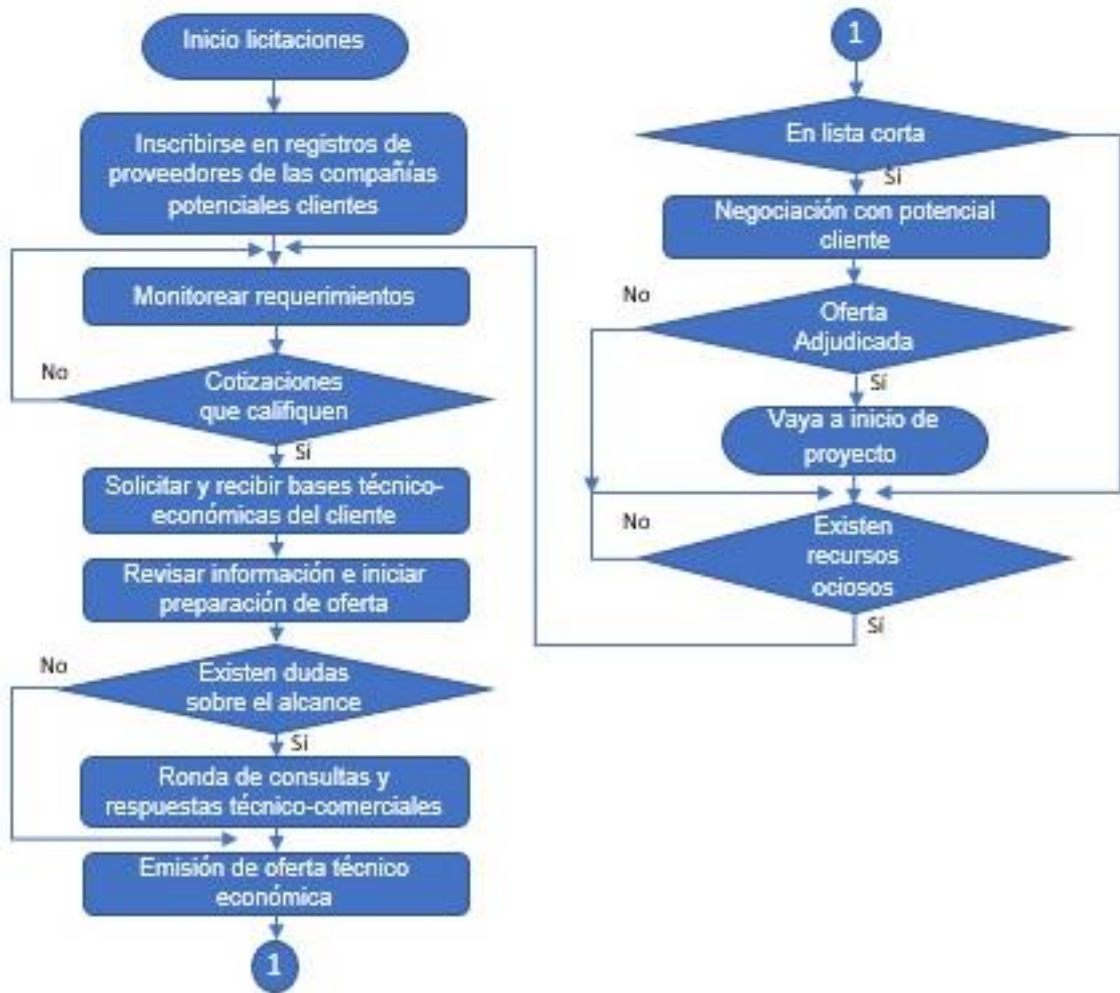 Inicio licitaciones
Inscribirse en registros de
proveedores de las compañías
potenciales clientes
Monitorear requerimientos
No
Cotizaciones
que califiquen
Sí
Solicitar y recibir bases técnico-
económicas del cliente
Revisar información e iniciar
preparación de oferta
No
Existen dudas
sobre el alcance
Sí
Ronda de consultas y
respuestas técnico-comerciales
Emisión de oferta técnico
económica
1
1
En lista corta
Sí
Negociación con potencial
cliente
No
Oferta
Adjudicada
Sí
Vaya a inicio de
proyecto
No
Existen
recursos
ociosos
Sí